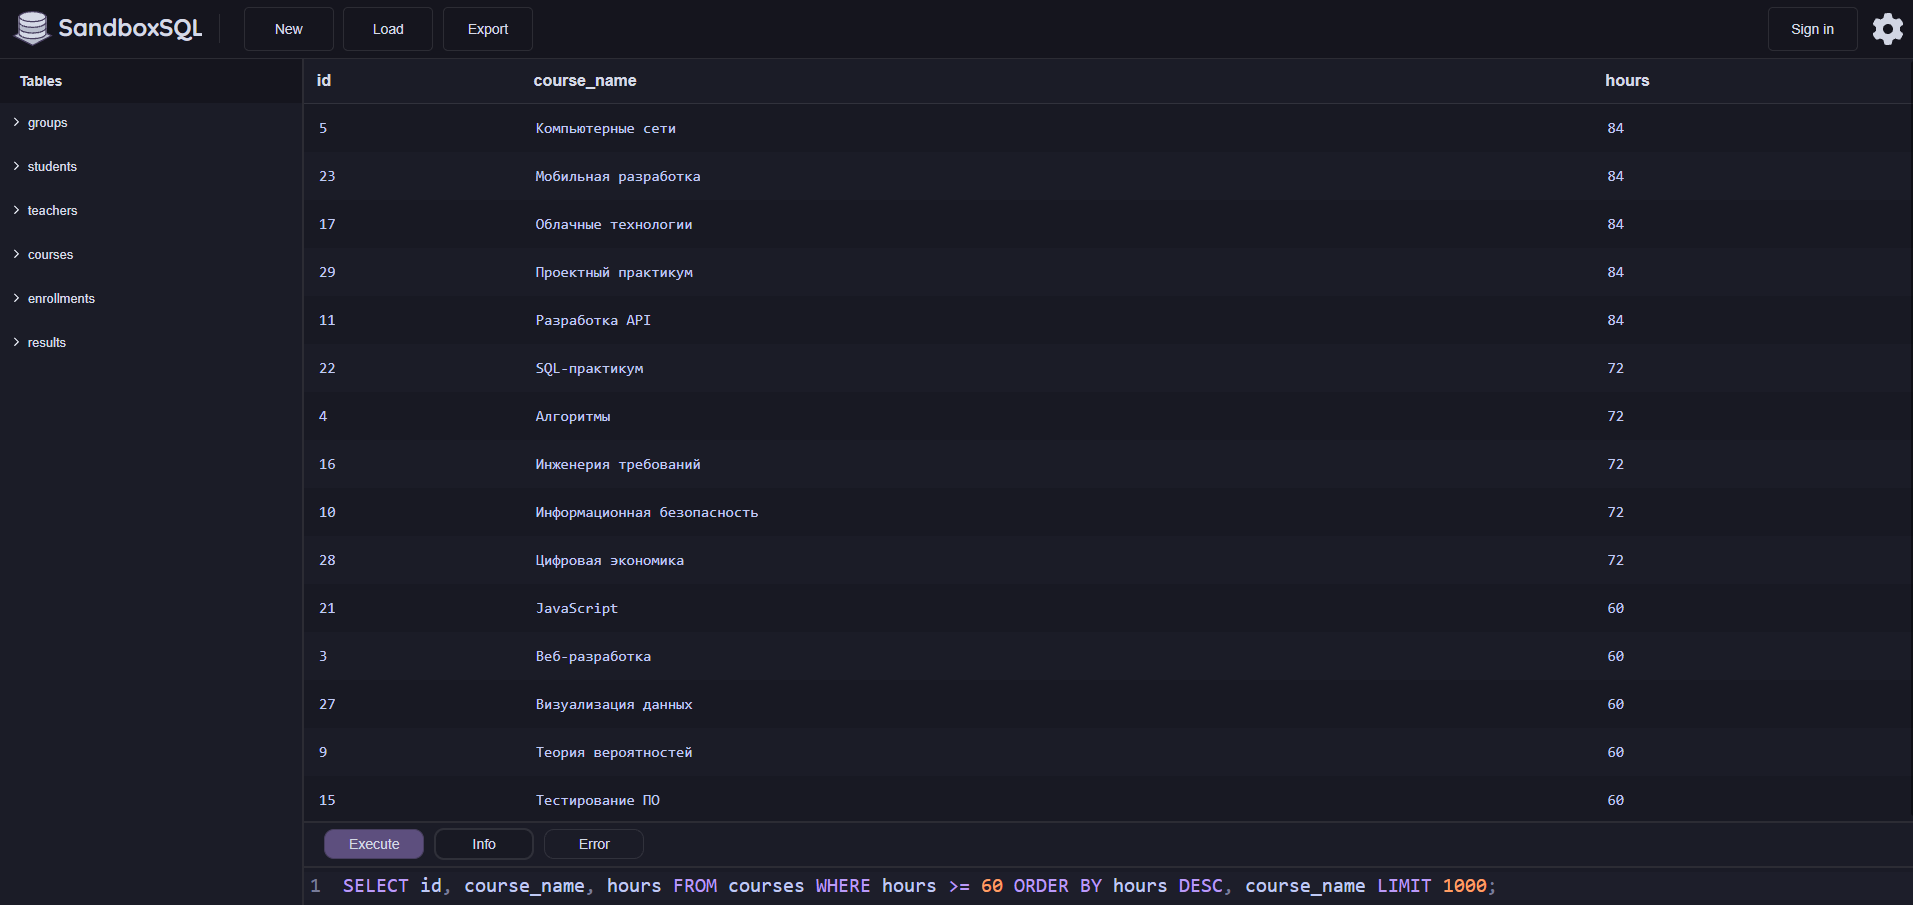 SandboxSQL New Load Export Sign in
Tables
groups
students
teachers
courses
enrollments
results
id course_name hours
5 Компьютерные сети 84
23 Мобильная разработка 84
17 Облачные технологии 84
29 Проектный практикум 84
11 Разработка API 84
22 SQL-практикум 72
4 Алгоритмы 72
16 Инженерия требований 72
10 Информационная безопасность 72
28 Цифровая экономика 72
21 JavaScript 60
3 Веб-разработка 60
27 Визуализация данных 60
9 Теория вероятностей 60
15 Тестирование ПО 60
Execute Info Error
1 SELECT id, course_name, hours FROM courses WHERE hours >= 60 ORDER BY hours DESC, course_name LIMIT 1000;